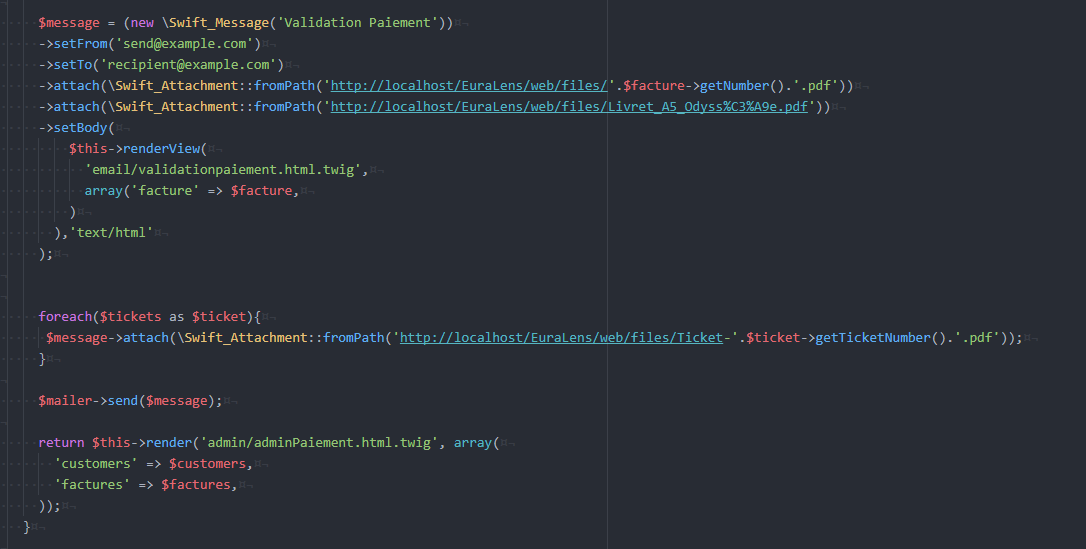 $message = (new \Swift_Message('Validation Paiement'))
->setFrom('send@example.com')
->setTo('recipient@example.com')
->attach(\Swift_Attachment::fromPath('http://localhost/EuraLens/web/files/'.$facture->getNumber().'.pdf'))
->attach(\Swift_Attachment::fromPath('http://localhost/EuraLens/web/files/Livret_A5_Odyss%C3%A9e.pdf'))
->setBody(
$this->renderView(
'email/validationpaiement.html.twig',
array('facture' => $facture,
)
),'text/html'
);
foreach($tickets as $ticket){
$message->attach(\Swift_Attachment::fromPath('http://localhost/EuraLens/web/files/Ticket-'.$ticket->getTicketNumber().'.pdf'));
}
$mailer->send($message);
return $this->render('admin/adminPaiement.html.twig', array(
'customers' => $customers,
'factures' => $factures,
));
}